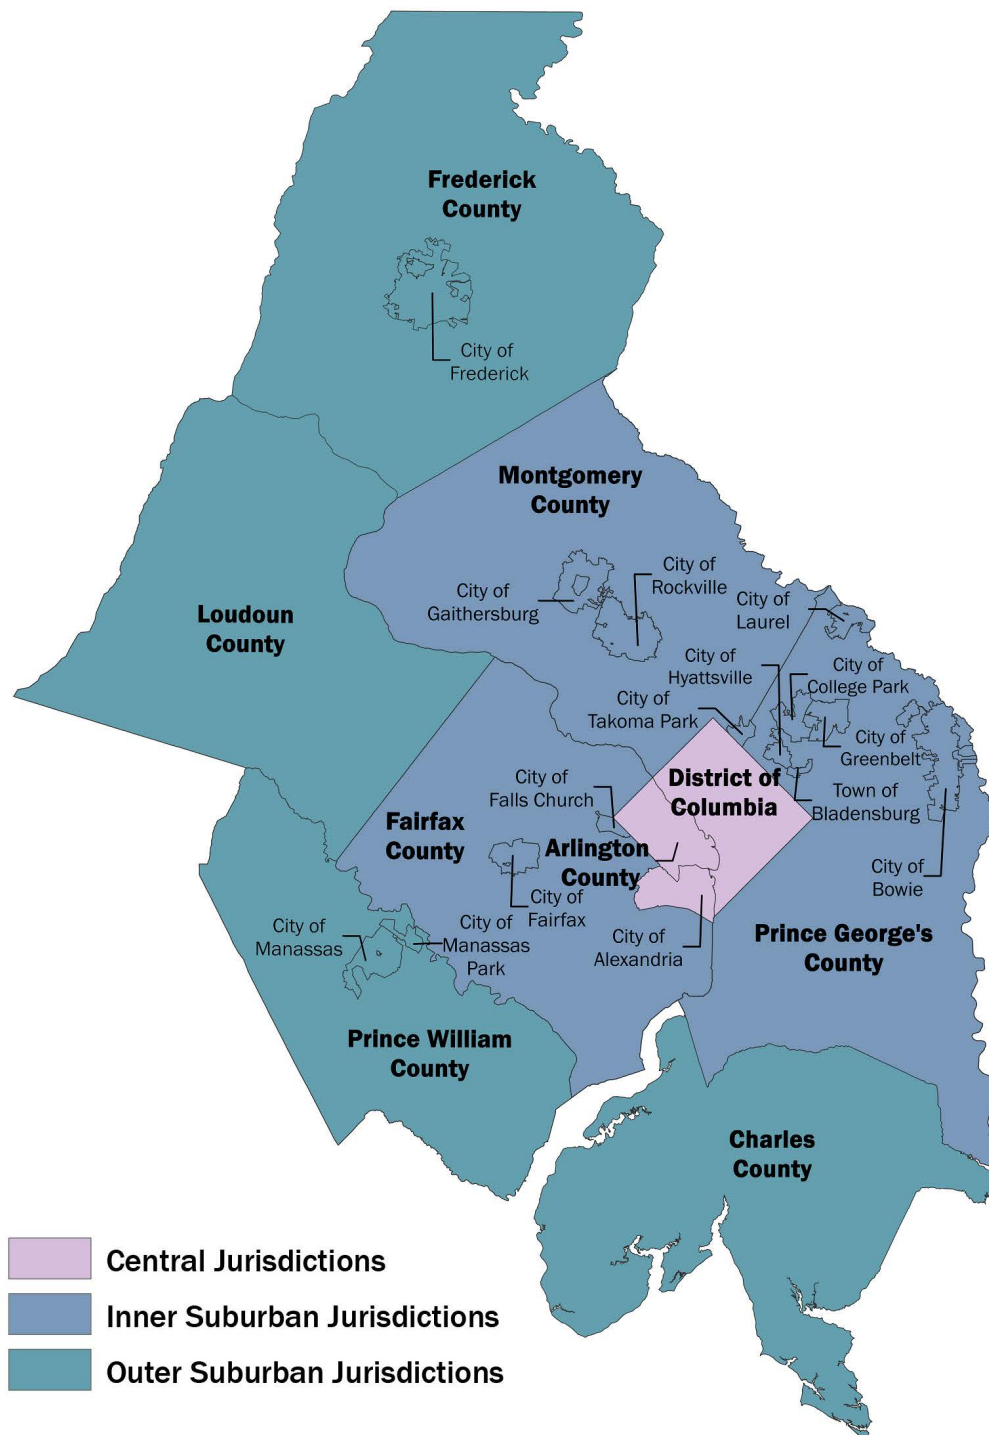 Frederick
County
City of
Frederick
Montgomery
County
City of
Rockville
City of
Gaithersburg
City of
Laurel
Loudoun
County
City of
Hyattsville
City of
College Park
City of
Takoma Park
City of
Greenbelt
District of
Columbia
City of
Falls Church
Town of
Bladensburg
Fairfax
County
Arlington
County
City of
Bowie
City of
Fairfax
City of
Manassas
City of
Manassas
Park
City of
Alexandria
Prince George's
County
Prince William
County
Charles
County
Central Jurisdictions
Inner Suburban Jurisdictions
Outer Suburban Jurisdictions